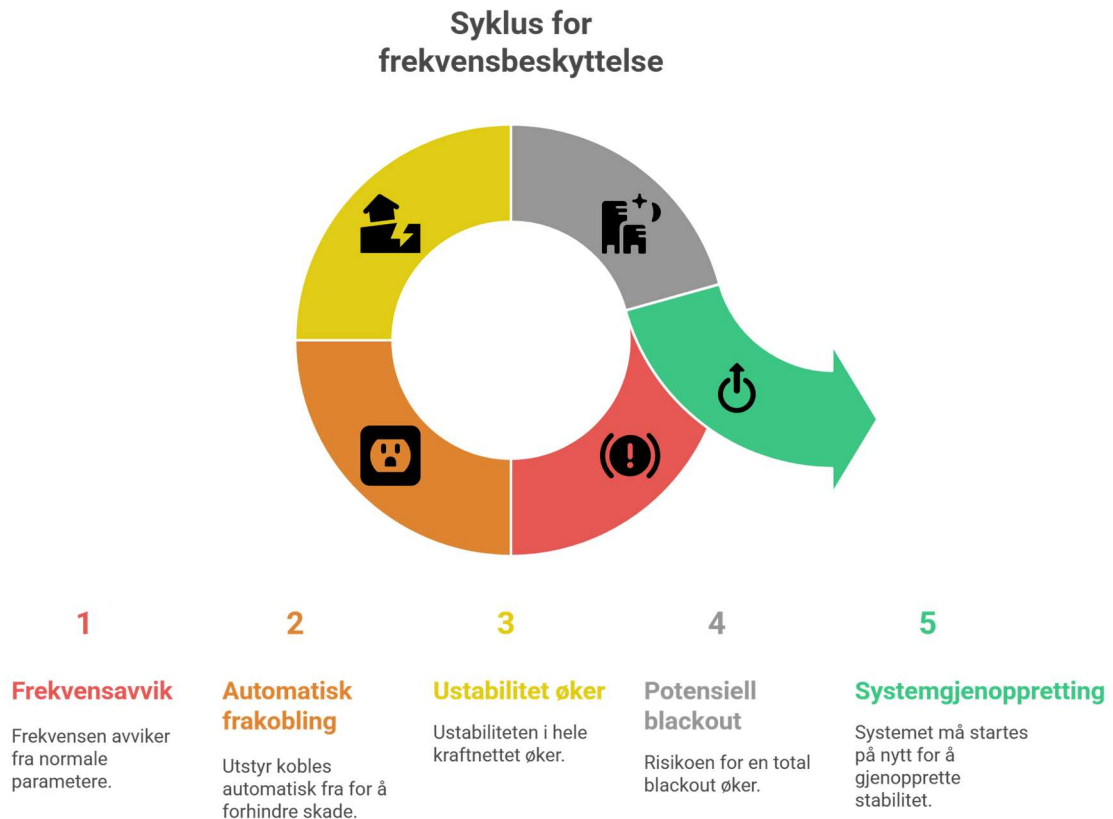 Syklus for
frekvensbeskyttelse
1
Frekvensavvik
Frekvensen avviker
fra normale
parametere.
2
Automatisk
frakobling
Utstyr kobles
automatisk fra for å
forhindre skade.
3
Ustabilitet øker
Ustabiliteten i hele
kraftnettet øker.
4
Potensiell
blackout
Risikoen for en total
blackout øker.
5
Systemgjenoppretting
Systemet må startes
på nytt for å
gjenopprette
stabilitet.